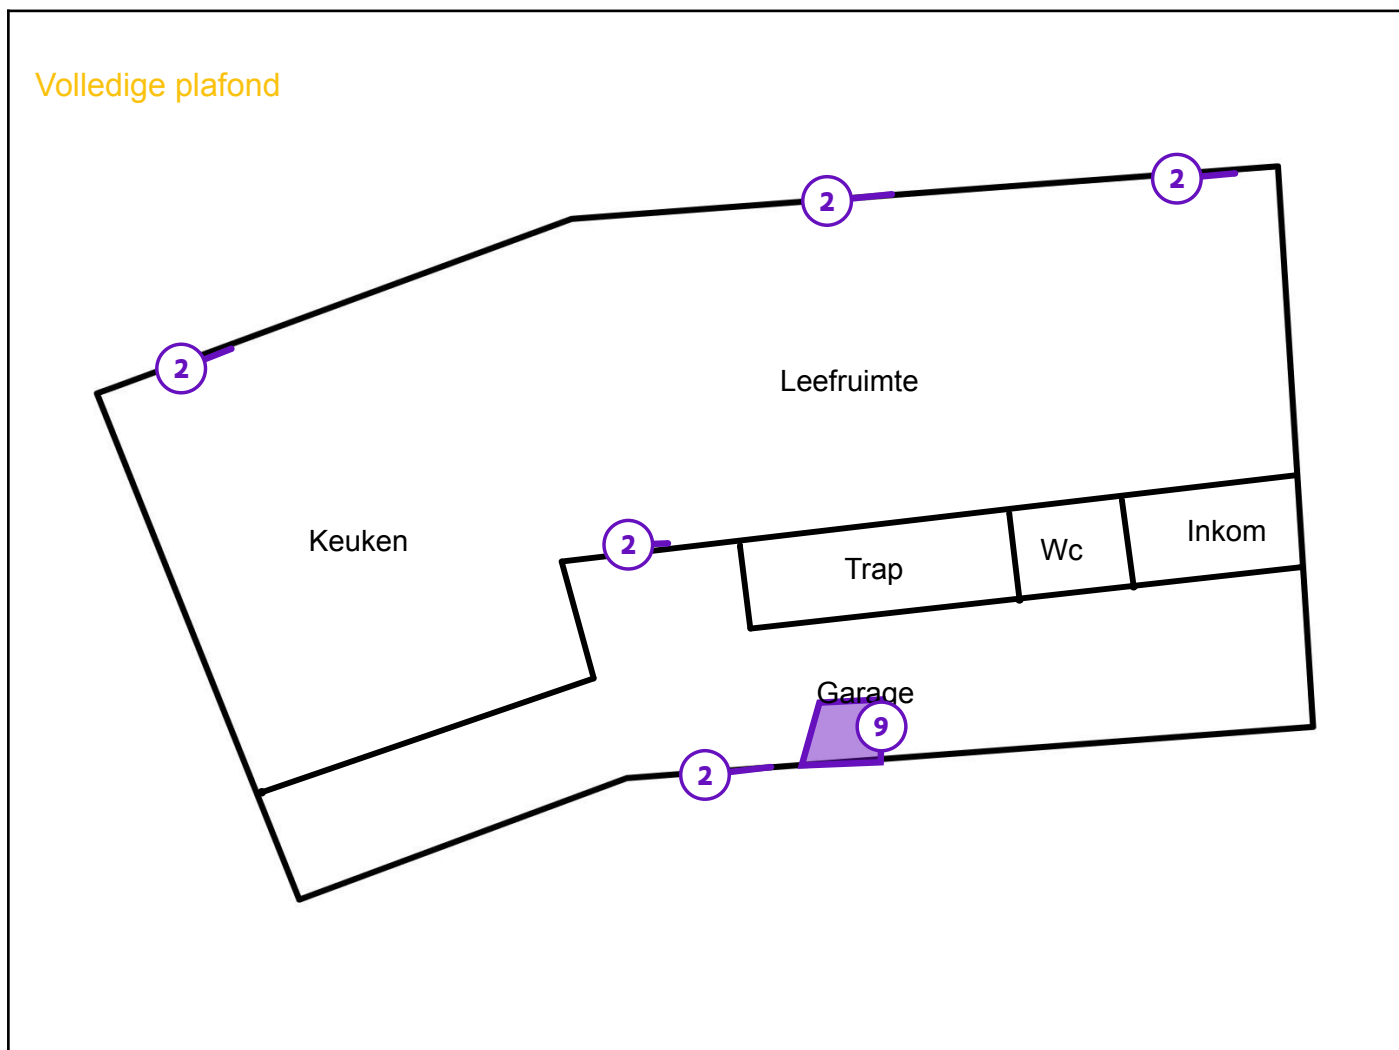 Volledige plafond
2
2
2
Leefruimte
Keuken
2
Trap
Wc
Inkom
Garage
9
2